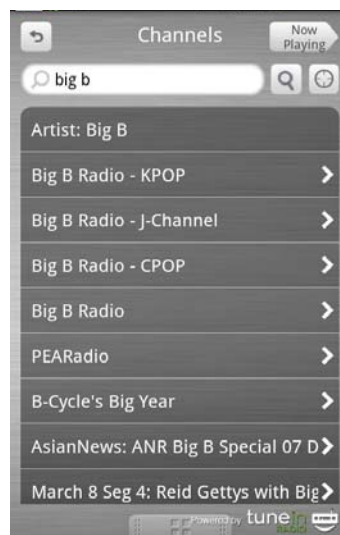 Channels
Now
Playing
big b
Artist: Big B
Big B Radio - KPOP
Big B Radio - J-Channel
Big B Radio - CPOP
Big B Radio
PEARadio
B-Cycle's Big Year
AsianNews: ANR Big B Special 07 D
March 8 Seg 4: Reid Gettys with Big
Powered by tunein
RADIO